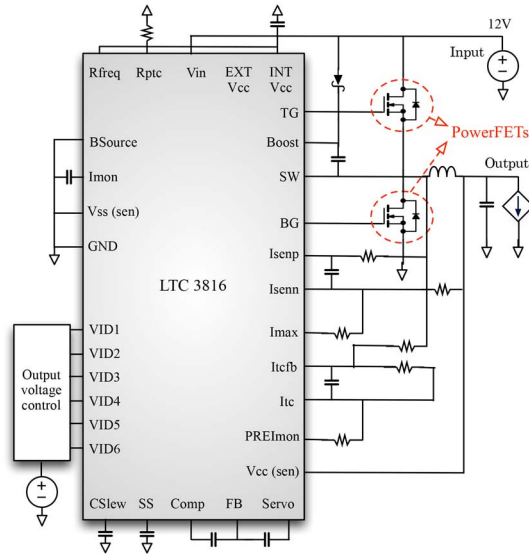 12V
Input
Rfreq
Rptc
Vin
EXT
Vcc
INT
Vcc
TG
PowerFETs
BSource
Boost
Imon
SW
Output
Vss (sen)
BG
GND
Isenp
LTC 3816
Isenn
VID1
Imax
VID2
Output
voltage
control
VID3
Itcfb
VID4
Itc
VID5
PREImon
VID6
Vcc (sen)
CSlew
SS
Comp
FB
Servo